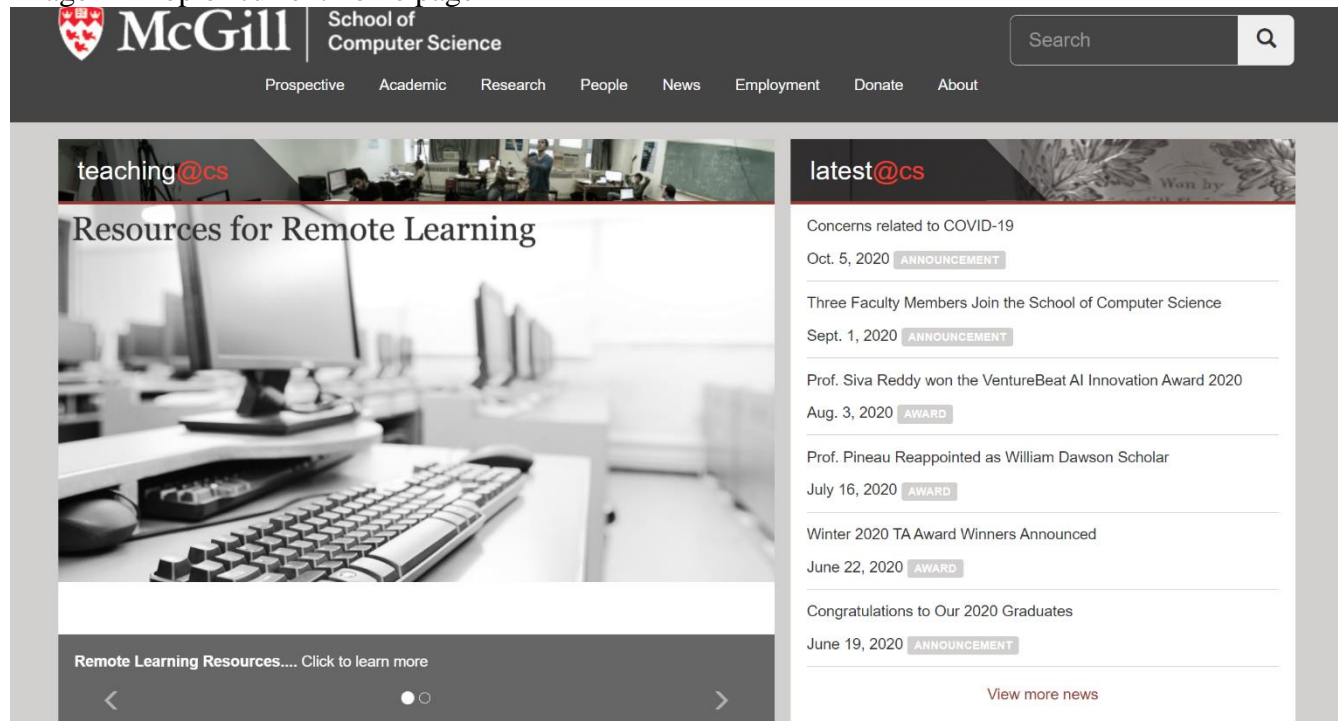 McGill
School of
Computer Science
Search
Prospective Academic Research People News Employment Donate About
teaching@cs
Resources for Remote Learning
Remote Learning Resources.... Click to learn more
latest@cs
Won by
Concerns related to COVID-19
Oct. 5, 2020 ANNOUNCEMENT
Three Faculty Members Join the School of Computer Science
Sept. 1, 2020 ANNOUNCEMENT
Prof. Siva Reddy won the VentureBeat AI Innovation Award 2020
Aug. 3, 2020 AWARD
Prof. Pineau Reappointed as William Dawson Scholar
July 16, 2020 AWARD
Winter 2020 TA Award Winners Announced
June 22, 2020 AWARD
Congratulations to Our 2020 Graduates
June 19, 2020 ANNOUNCEMENT
View more news